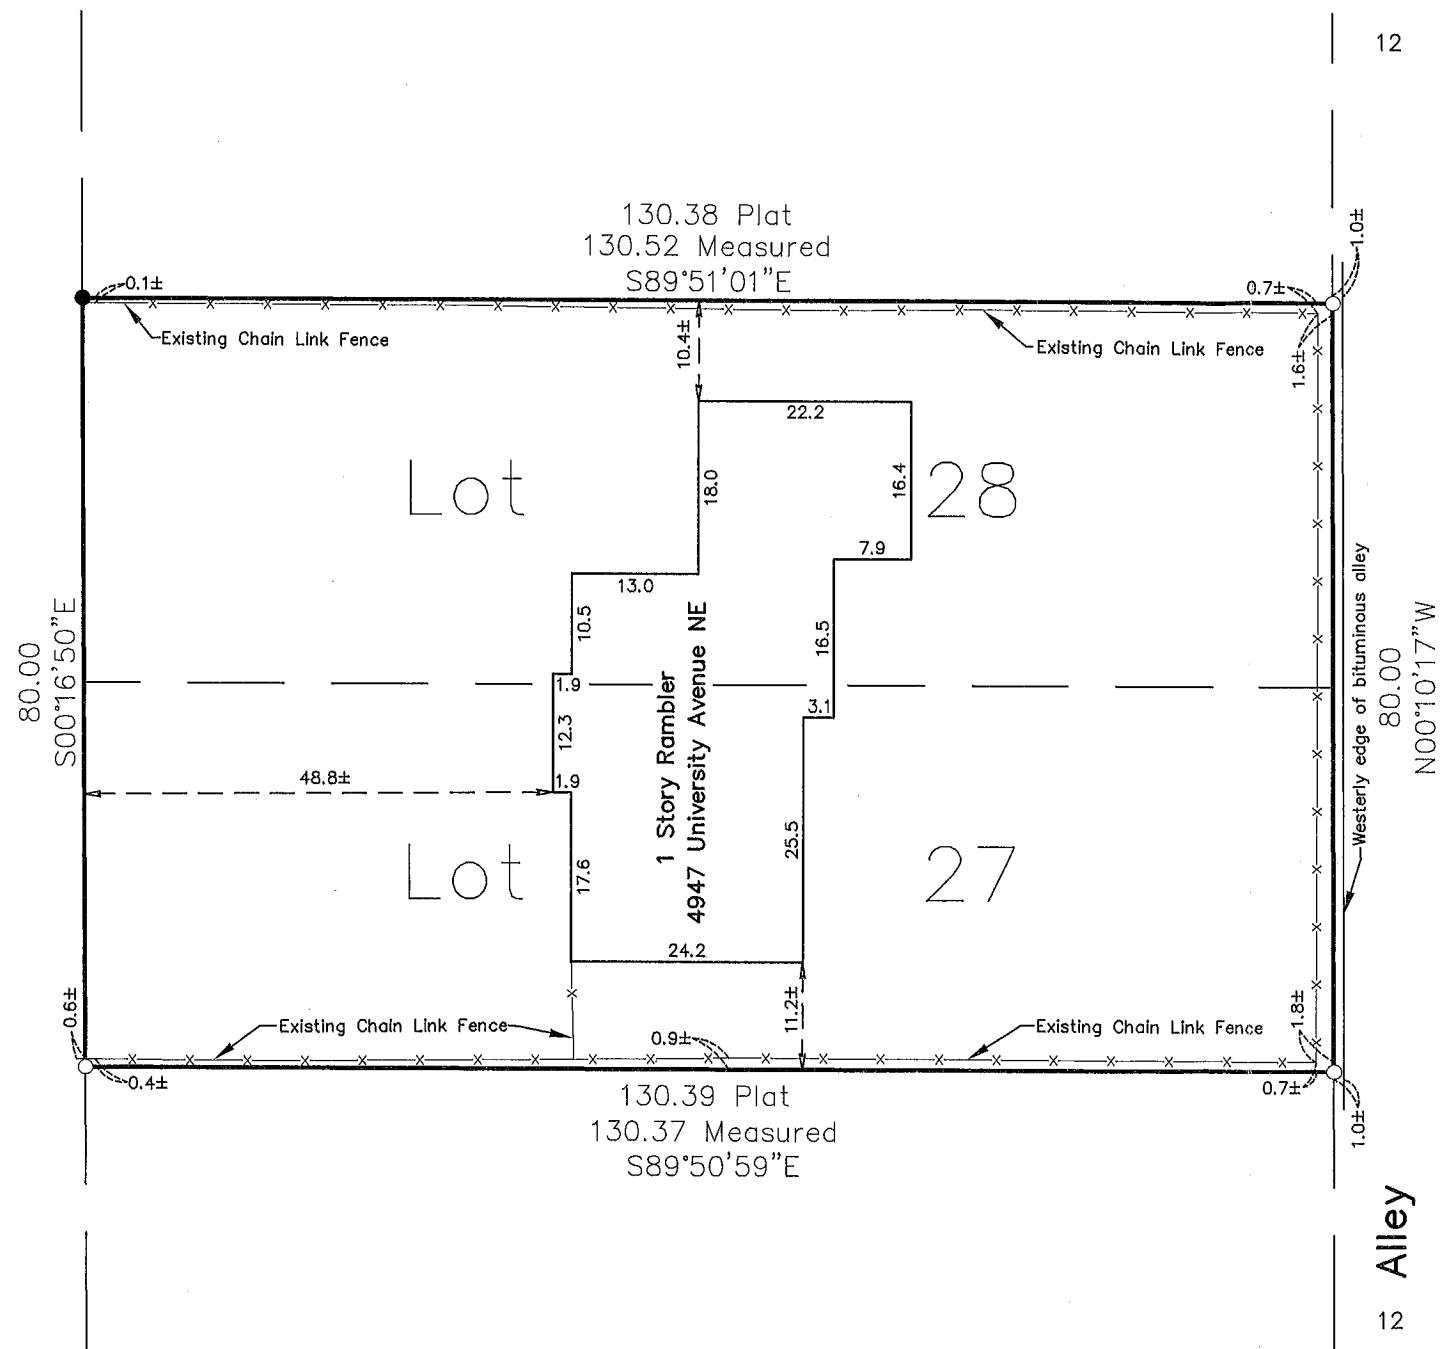 12
130.38 Plat
130.52 Measured
S89°51'01"E
1.0±
0.1±
0.7±
Existing Chain Link Fence
10.4±
Existing Chain Link Fence
1.6±
22.2
Lot
18.0
16.4
28
7.9
13.0
10.5
16.5
80.00
S00°16'50"E
1 Story Rambler
4947 University Avenue NE
Westerly edge of bituminous alley
80.00
N00°10'17"W
1.9
3.1
12.3
48.8±
1.9
25.5
Lot
17.6
27
24.2
0.6±
Existing Chain Link Fence
11.2±
Existing Chain Link Fence
1.8±
0.9±
0.4±
0.7±
130.39 Plat
130.37 Measured
S89°50'59"E
1.0±
Alley
12